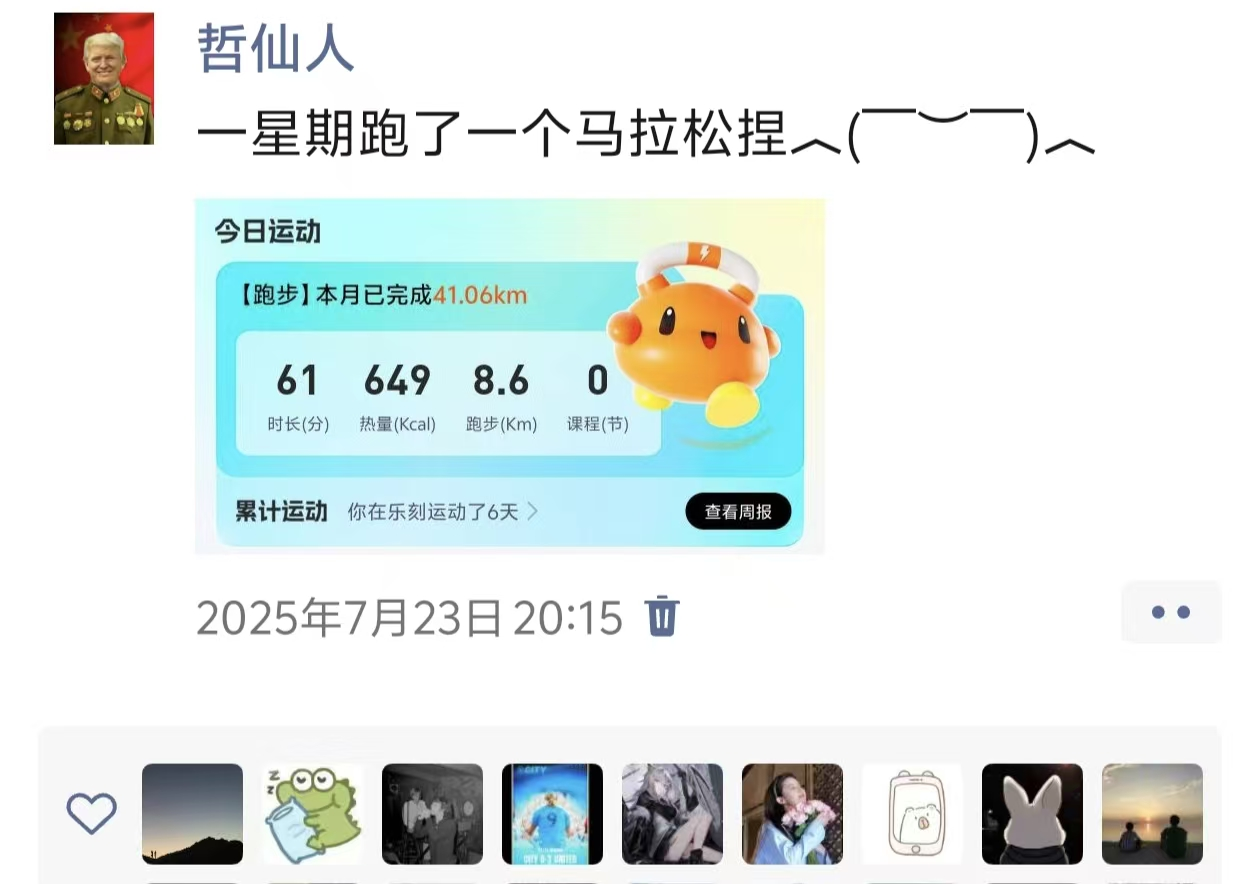 哲仙人
一星期跑了一个马拉松捏︿(￣︶￣)︿
今日运动
【跑步】本月已完成41.06km
61 649 8.6 0
时长(分) 热量(Kcal) 跑步(Km) 课程(节)
累计运动 你在乐刻运动了6天 >
查看周报
2025年7月23日 20:15
CITY
9